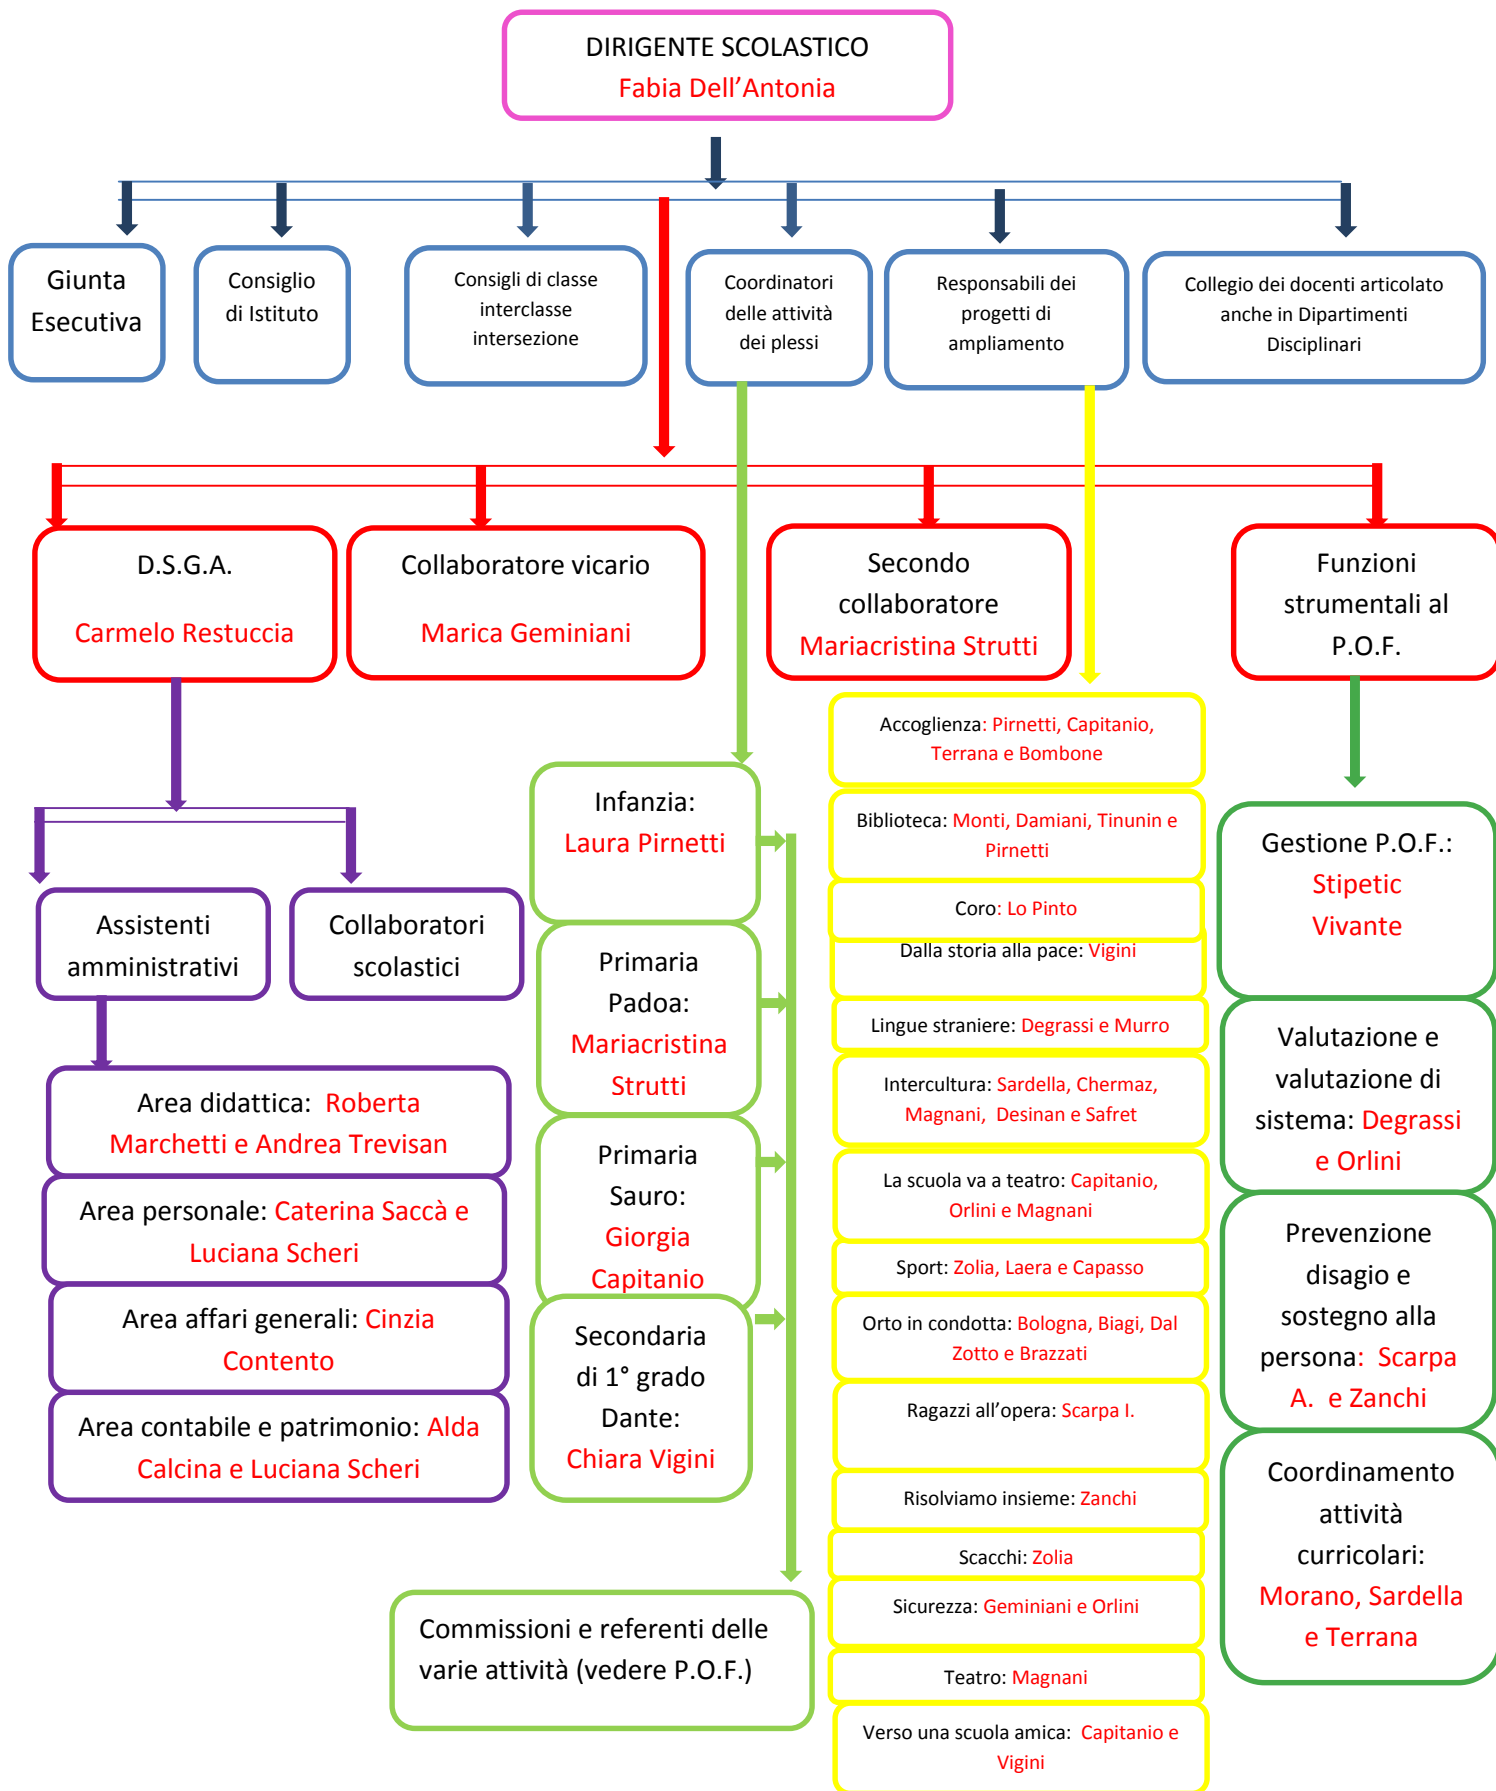 DIRIGENTE SCOLASTICO
Fabia Dell’Antonia
Giunta
Esecutiva
Consiglio
di Istituto
Consigli di classe
interclasse
intersezione
Coordinatori
delle attività
dei plessi
Responsabili dei
progetti di
ampliamento
Collegio dei docenti articolato
anche in Dipartimenti
Disciplinari
D.S.G.A.
Carmelo Restuccia
Collaboratore vicario
Marica Geminiani
Secondo
collaboratore
Mariacristina Strutti
Funzioni
strumentali al
P.O.F.
Assistenti
amministrativi
Collaboratori
scolastici
Area didattica:  Roberta
Marchetti e Andrea Trevisan
Area personale: Caterina Saccà e
Luciana Scheri
Area affari generali: Cinzia
Contento
Area contabile e patrimonio: Alda
Calcina e Luciana Scheri
Infanzia:
Laura Pirnetti
Primaria
Padoa:
Mariacristina
Strutti
Primaria
Sauro:
Giorgia
Capitanio
Secondaria
di 1° grado
Dante:
Chiara Vigini
Commissioni e referenti delle
varie attività (vedere P.O.F.)
Accoglienza: Pirnetti, Capitanio,
Terrana e Bombone
Biblioteca: Monti, Damiani, Tinunin e
Pirnetti
Coro: Lo Pinto
Dalla storia alla pace: Vigini
Lingue straniere: Degrassi e Murro
Intercultura: Sardella, Chermaz,
Magnani,  Desinan e Safret
La scuola va a teatro: Capitanio,
Orlini e Magnani
Sport: Zolia, Laera e Capasso
Orto in condotta: Bologna, Biagi, Dal
Zotto e Brazzati
Ragazzi all’opera: Scarpa I.
Risolviamo insieme: Zanchi
Scacchi: Zolia
Sicurezza: Geminiani e Orlini
Teatro: Magnani
Verso una scuola amica:  Capitanio e
Vigini
Gestione P.O.F.:
Stipetic
Vivante
Valutazione e
valutazione di
sistema: Degrassi
e Orlini
Prevenzione
disagio e
sostegno alla
persona:  Scarpa
A.  e Zanchi
Coordinamento
attività
curricolari:
Morano, Sardella
e Terrana